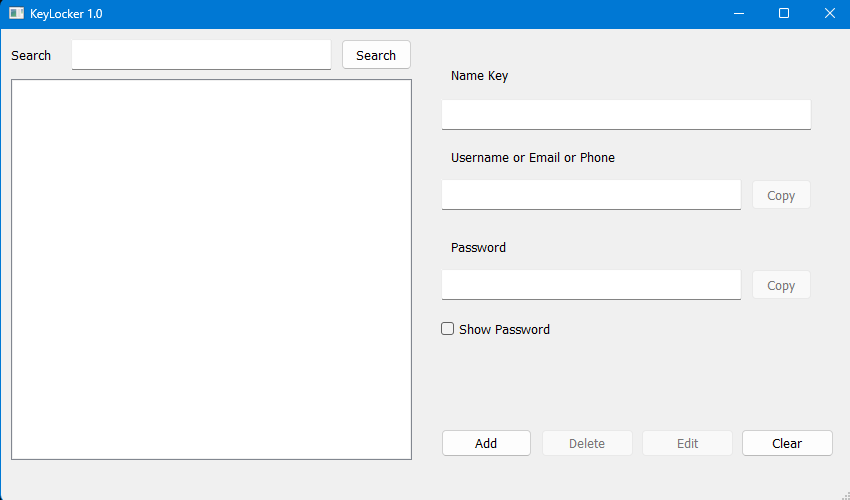 KeyLocker 1.0
Search
Search
Name Key
Username or Email or Phone
Copy
Password
Copy
Show Password
Add
Delete
Edit
Clear